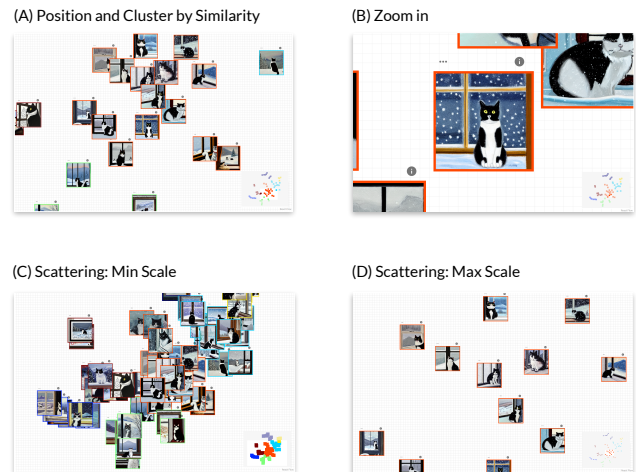 (A) Position and Cluster by Similarity
(B) Zoom in
(C) Scattering: Min Scale
(D) Scattering: Max Scale